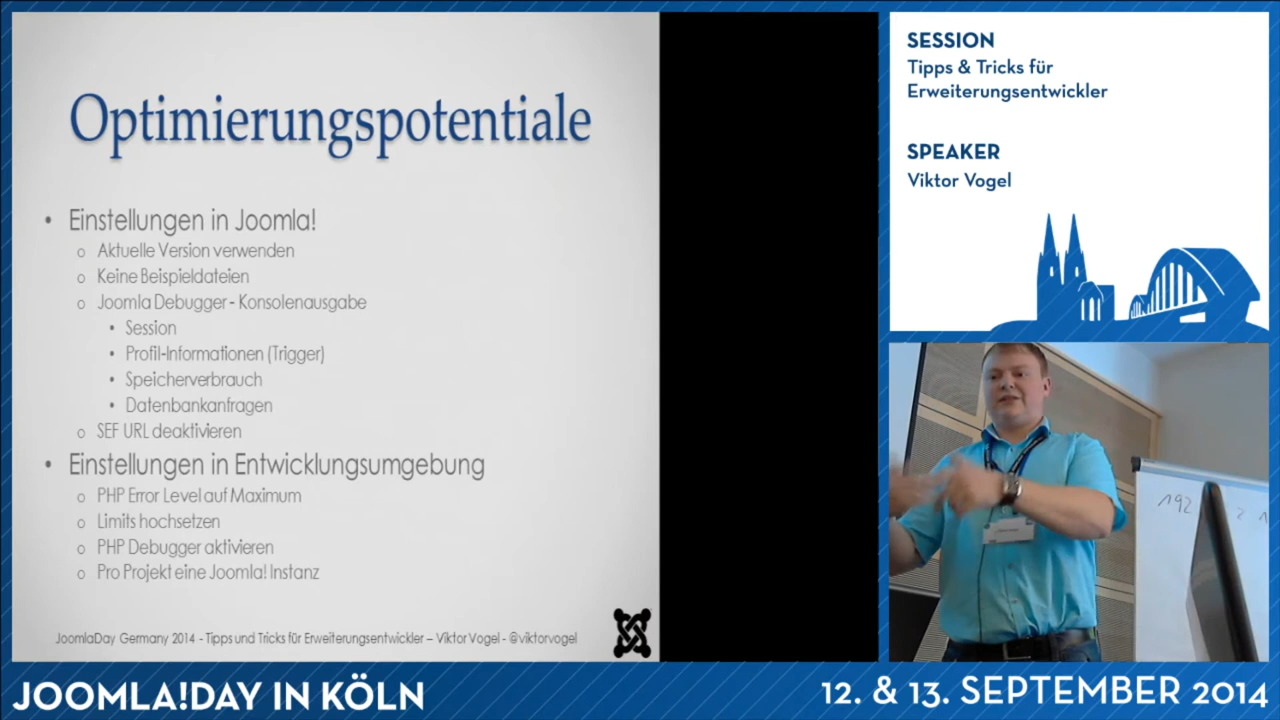 Optimierungspotentiale
• Einstellungen in Joomla!
o Aktuelle Version verwenden
o Keine Beispieldateien
o Joomla Debugger - Konsolenausgabe
• Session
• Profil-Informationen (Trigger)
• Speicherverbrauch
• Datenbankanfragen
o SEF URL deaktivieren
• Einstellungen in Entwicklungsumgebung
o PHP Error Level auf Maximum
o Limits hochsetzen
o PHP Debugger aktivieren
o Pro Projekt eine Joomla! Instanz
JoomlaDay Germany 2014 - Tipps und Tricks für Erweiterungsentwickler – Viktor Vogel - @viktorvogel
SESSION
Tipps & Tricks für
Erweiterungsentwickler
SPEAKER
Viktor Vogel
192.
JOOMLA!DAY IN KÖLN
12. & 13. SEPTEMBER 2014